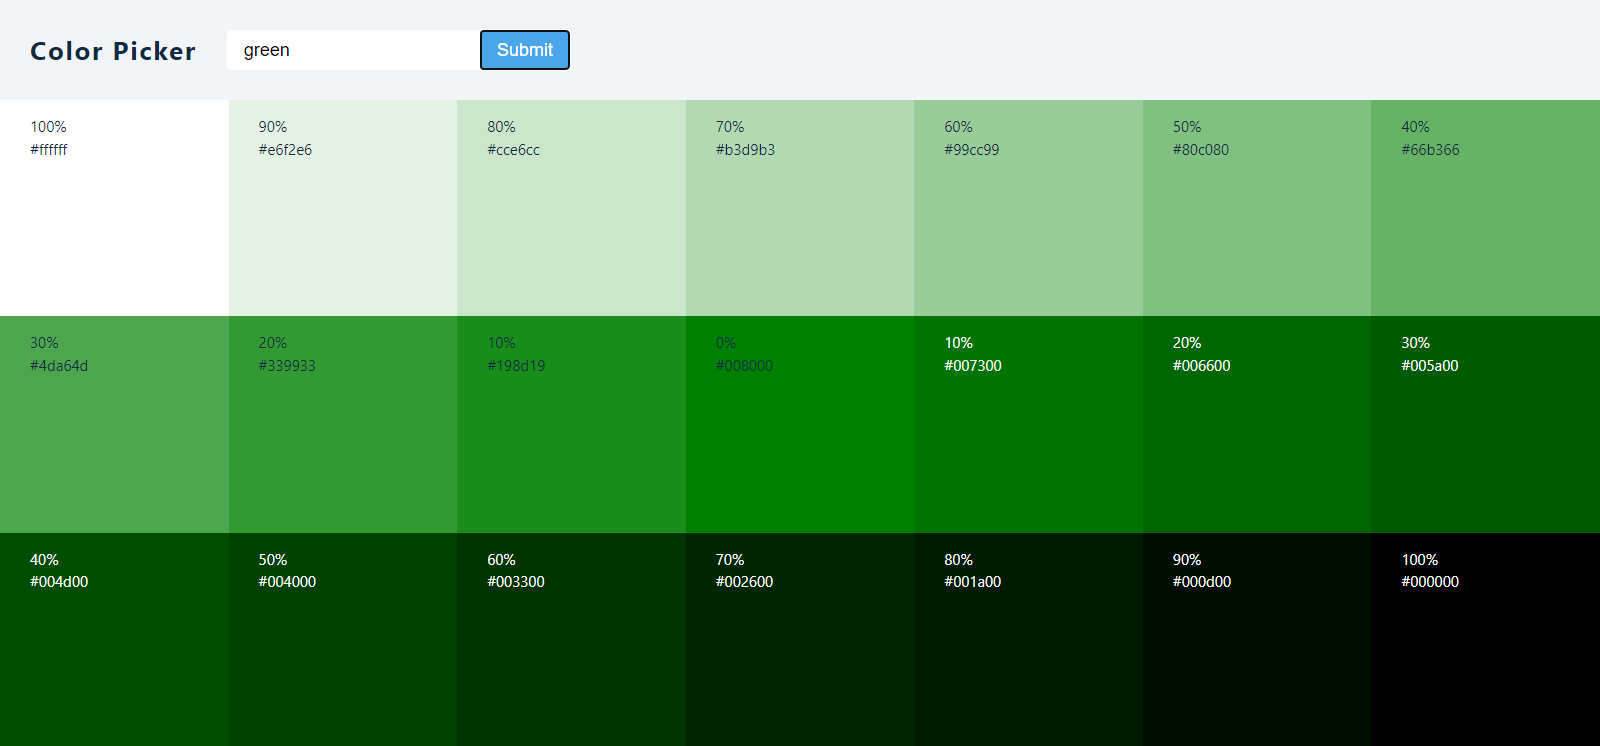 Color Picker
green
Submit
100%
#ffffff
90%
#e6f2e6
80%
#cce6cc
70%
#b3d9b3
60%
#99cc99
50%
#80c080
40%
#66b366
30%
#4da64d
20%
#339933
10%
#198d19
0%
#008000
10%
#007300
20%
#006600
30%
#005a00
40%
#004d00
50%
#004000
60%
#003300
70%
#002600
80%
#001a00
90%
#000d00
100%
#000000